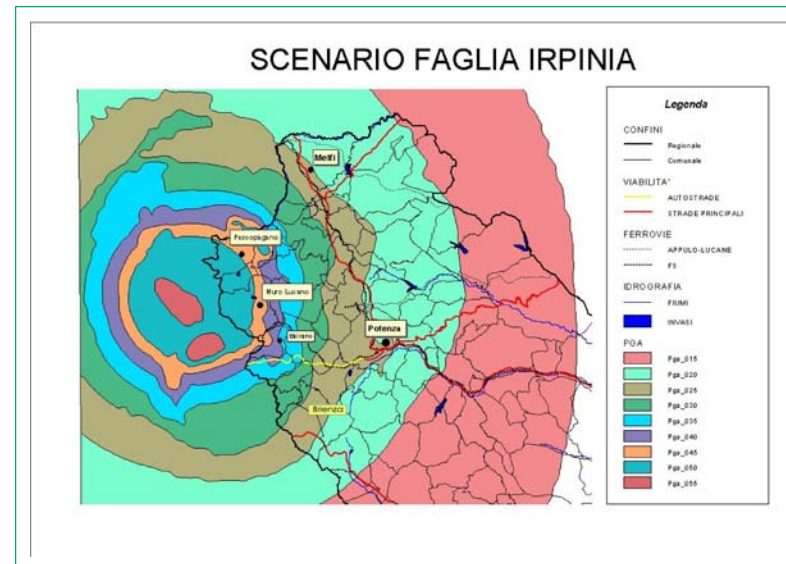 SCENARIO FAGLIA IRPINIA
Melfi
Pescopagano
Muro Lucano
Potenza
Brienza
Legenda
CONFINI
Regionale
Comunale
VIABILITA'
AUTOSTRADE
STRADE PRINCIPALI
FERROVIE
APPULO-LUCANE
FS
IDROGRAFIA
FIUMI
INVASI
PGA
Pga_015
Pga_020
Pga_025
Pga_030
Pga_035
Pga_040
Pga_045
Pga_050
Pga_055